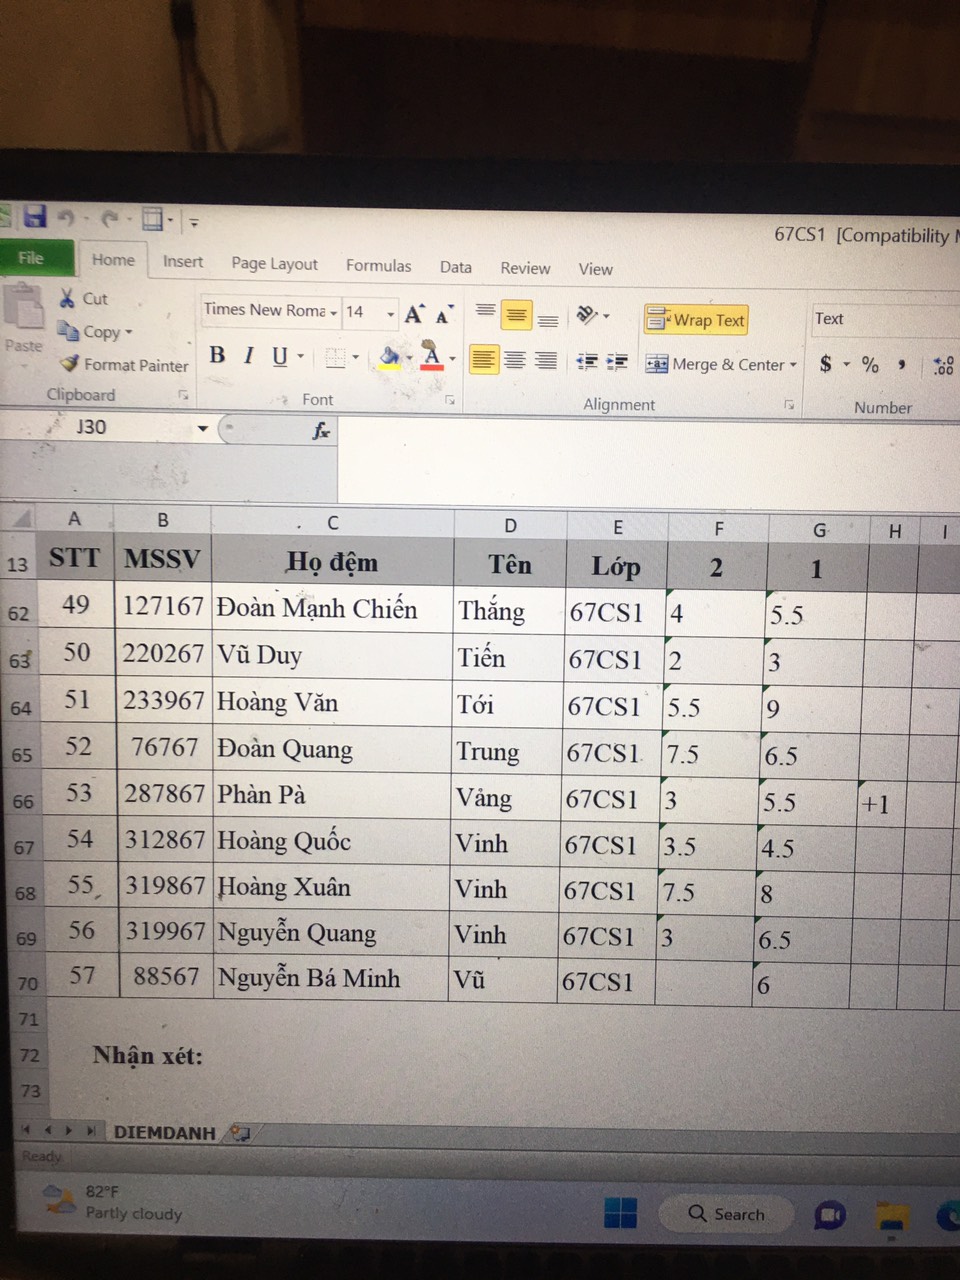 67CS1 [Compatibility M
File Home Insert Page Layout Formulas Data Review View
Cut
Copy
Format Painter
Paste
Clipboard
Times New Roma 14 A A
B I U A
Font
Wrap Text
Merge & Center
Alignment
Text
$ % , .00
Number
J30 fx
A B C D E F G H I
13 STT MSSV Họ đệm Tên Lớp 2 1
62 49 127167 Đoàn Mạnh Chiến Thắng 67CS1 4 5.5
63 50 220267 Vũ Duy Tiến 67CS1 2 3
64 51 233967 Hoàng Văn Tới 67CS1 5.5 9
65 52 76767 Đoàn Quang Trung 67CS1 7.5 6.5
66 53 287867 Phàn Pà Vảng 67CS1 3 5.5 +1
67 54 312867 Hoàng Quốc Vinh 67CS1 3.5 4.5
68 55 319867 Hoàng Xuân Vinh 67CS1 7.5 8
69 56 319967 Nguyễn Quang Vinh 67CS1 3 6.5
70 57 88567 Nguyễn Bá Minh Vũ 67CS1 6
71
72 Nhận xét:
73
DIEMDANH
Ready
82°F
Partly cloudy
Search